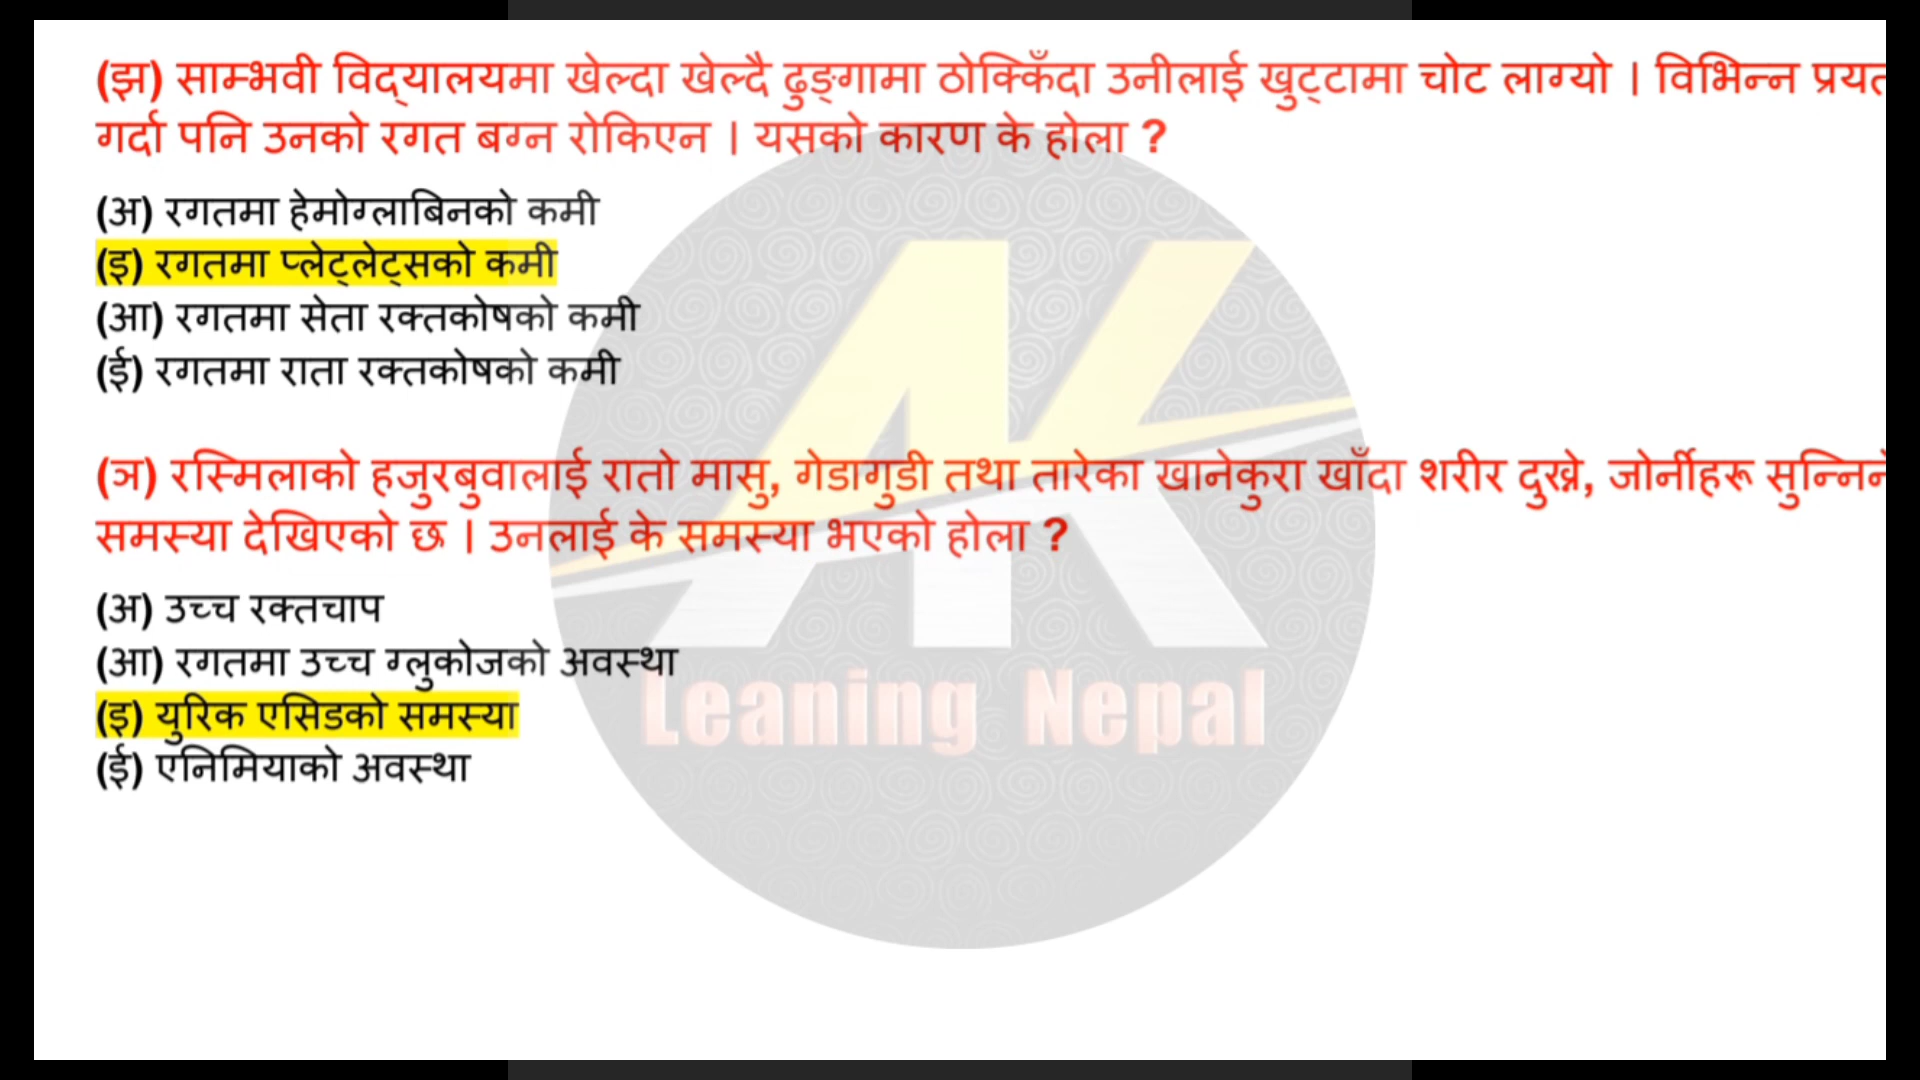 (झ) साम्भवी विद्यालयमा खेल्दा खेल्दै ढुङ्गामा ठोक्किँदा उनीलाई खुट्टामा चोट लाग्यो । विभिन्न
गर्दा पनि उनको रगत बग्न रोकिएन । यसको कारण के होला ?
(अ) रगतमा हेमोग्लाबिनको कमी
(इ) रगतमा प्लेट्लेट्सको कमी
(आ) रगतमा सेता रक्तकोषको कमी
(ई) रगतमा राता रक्तकोषको कमी
(ञ) रस्मिलाको हजुरबुवालाई रातो मासु, गेडागुडी तथा तारेका खानेकुरा खाँदा शरीर दुख्ने, जोर्नीहरू सुन्निने
समस्या देखिएको छ । उनलाई के समस्या भएको होला ?
(अ) उच्च रक्तचाप
(आ) रगतमा उच्च ग्लुकोजको अवस्था
(इ) युरिक एसिडको समस्या
(ई) एनिमियाको अवस्था
AK
Leaning Nepal